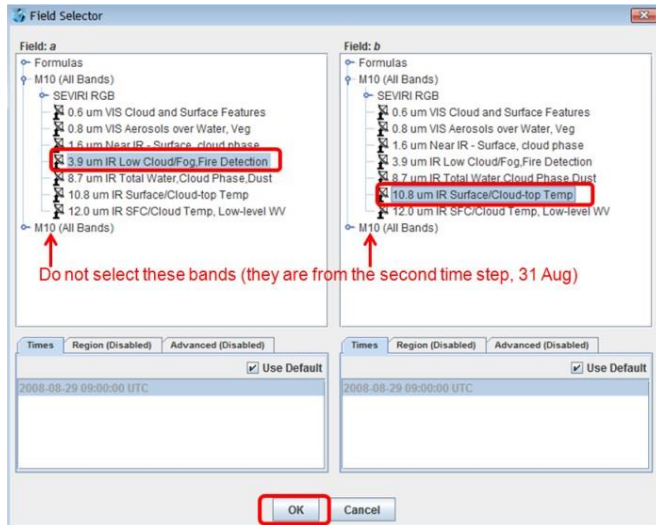 Field Selector
Field: a
Formulas
M10 (All Bands)
SEVIRI RGB
0.6 um VIS Cloud and Surface Features
0.8 um VIS Aerosols over Water, Veg
1.6 um Near IR - Surface, cloud phase
3.9 um IR Low Cloud/Fog,Fire Detection
8.7 um IR Total Water,Cloud Phase,Dust
10.8 um IR Surface/Cloud-top Temp
12.0 um IR SFC/Cloud Temp, Low-level WV
M10 (All Bands)
Field: b
Formulas
M10 (All Bands)
SEVIRI RGB
0.6 um VIS Cloud and Surface Features
0.8 um VIS Aerosols over Water, Veg
1.6 um Near IR - Surface, cloud phase
3.9 um IR Low Cloud/Fog,Fire Detection
8.7 um IR Total Water,Cloud Phase,Dust
10.8 um IR Surface/Cloud-top Temp
12.0 um IR SFC/Cloud Temp, Low-level WV
M10 (All Bands)
Do not select these bands (they are from the second time step, 31 Aug)
Times Region (Disabled) Advanced (Disabled)
Use Default
2008-08-29 09:00:00 UTC
Times Region (Disabled) Advanced (Disabled)
Use Default
2008-08-29 09:00:00 UTC
OK Cancel